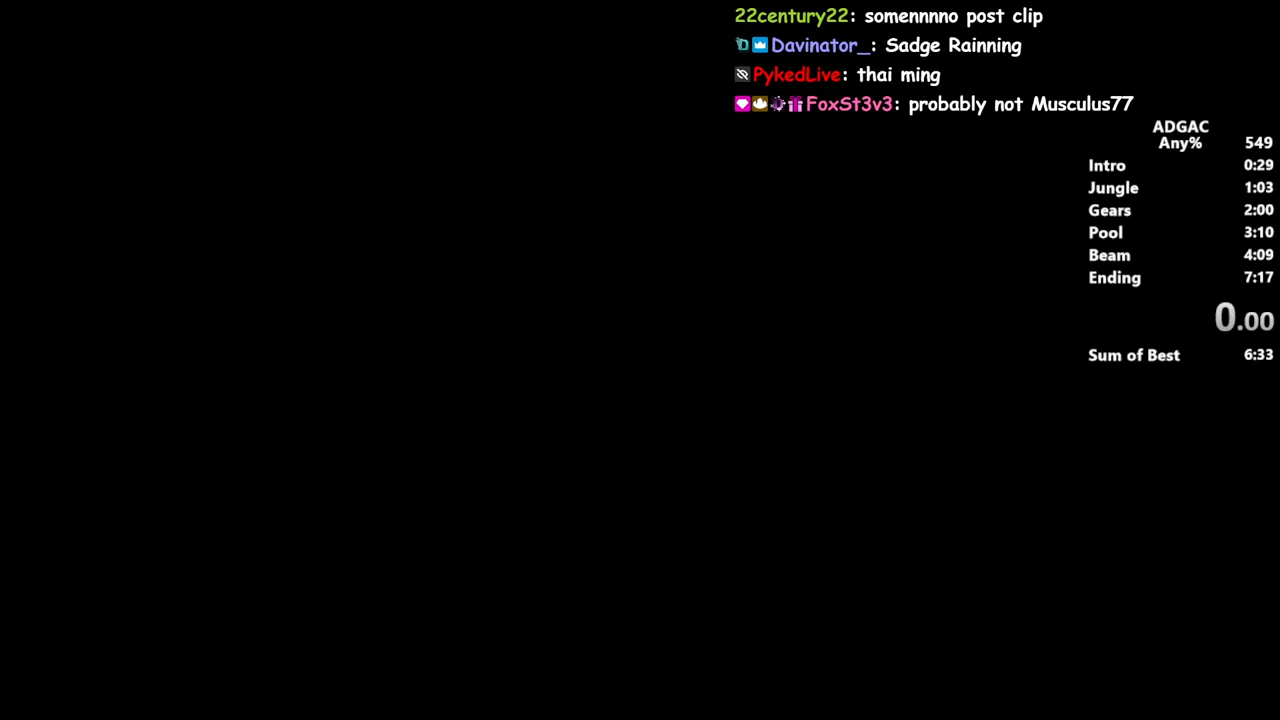 22century22: somennnno post clip
Davinator_: Sadge Rainning
PykedLive: thai ming
FoxSt3v3: probably not Musculus77
ADGAC
Any% 549
Intro 0:29
Jungle 1:03
Gears 2:00
Pool 3:10
Beam 4:09
Ending 7:17
0.00
Sum of Best 6:33